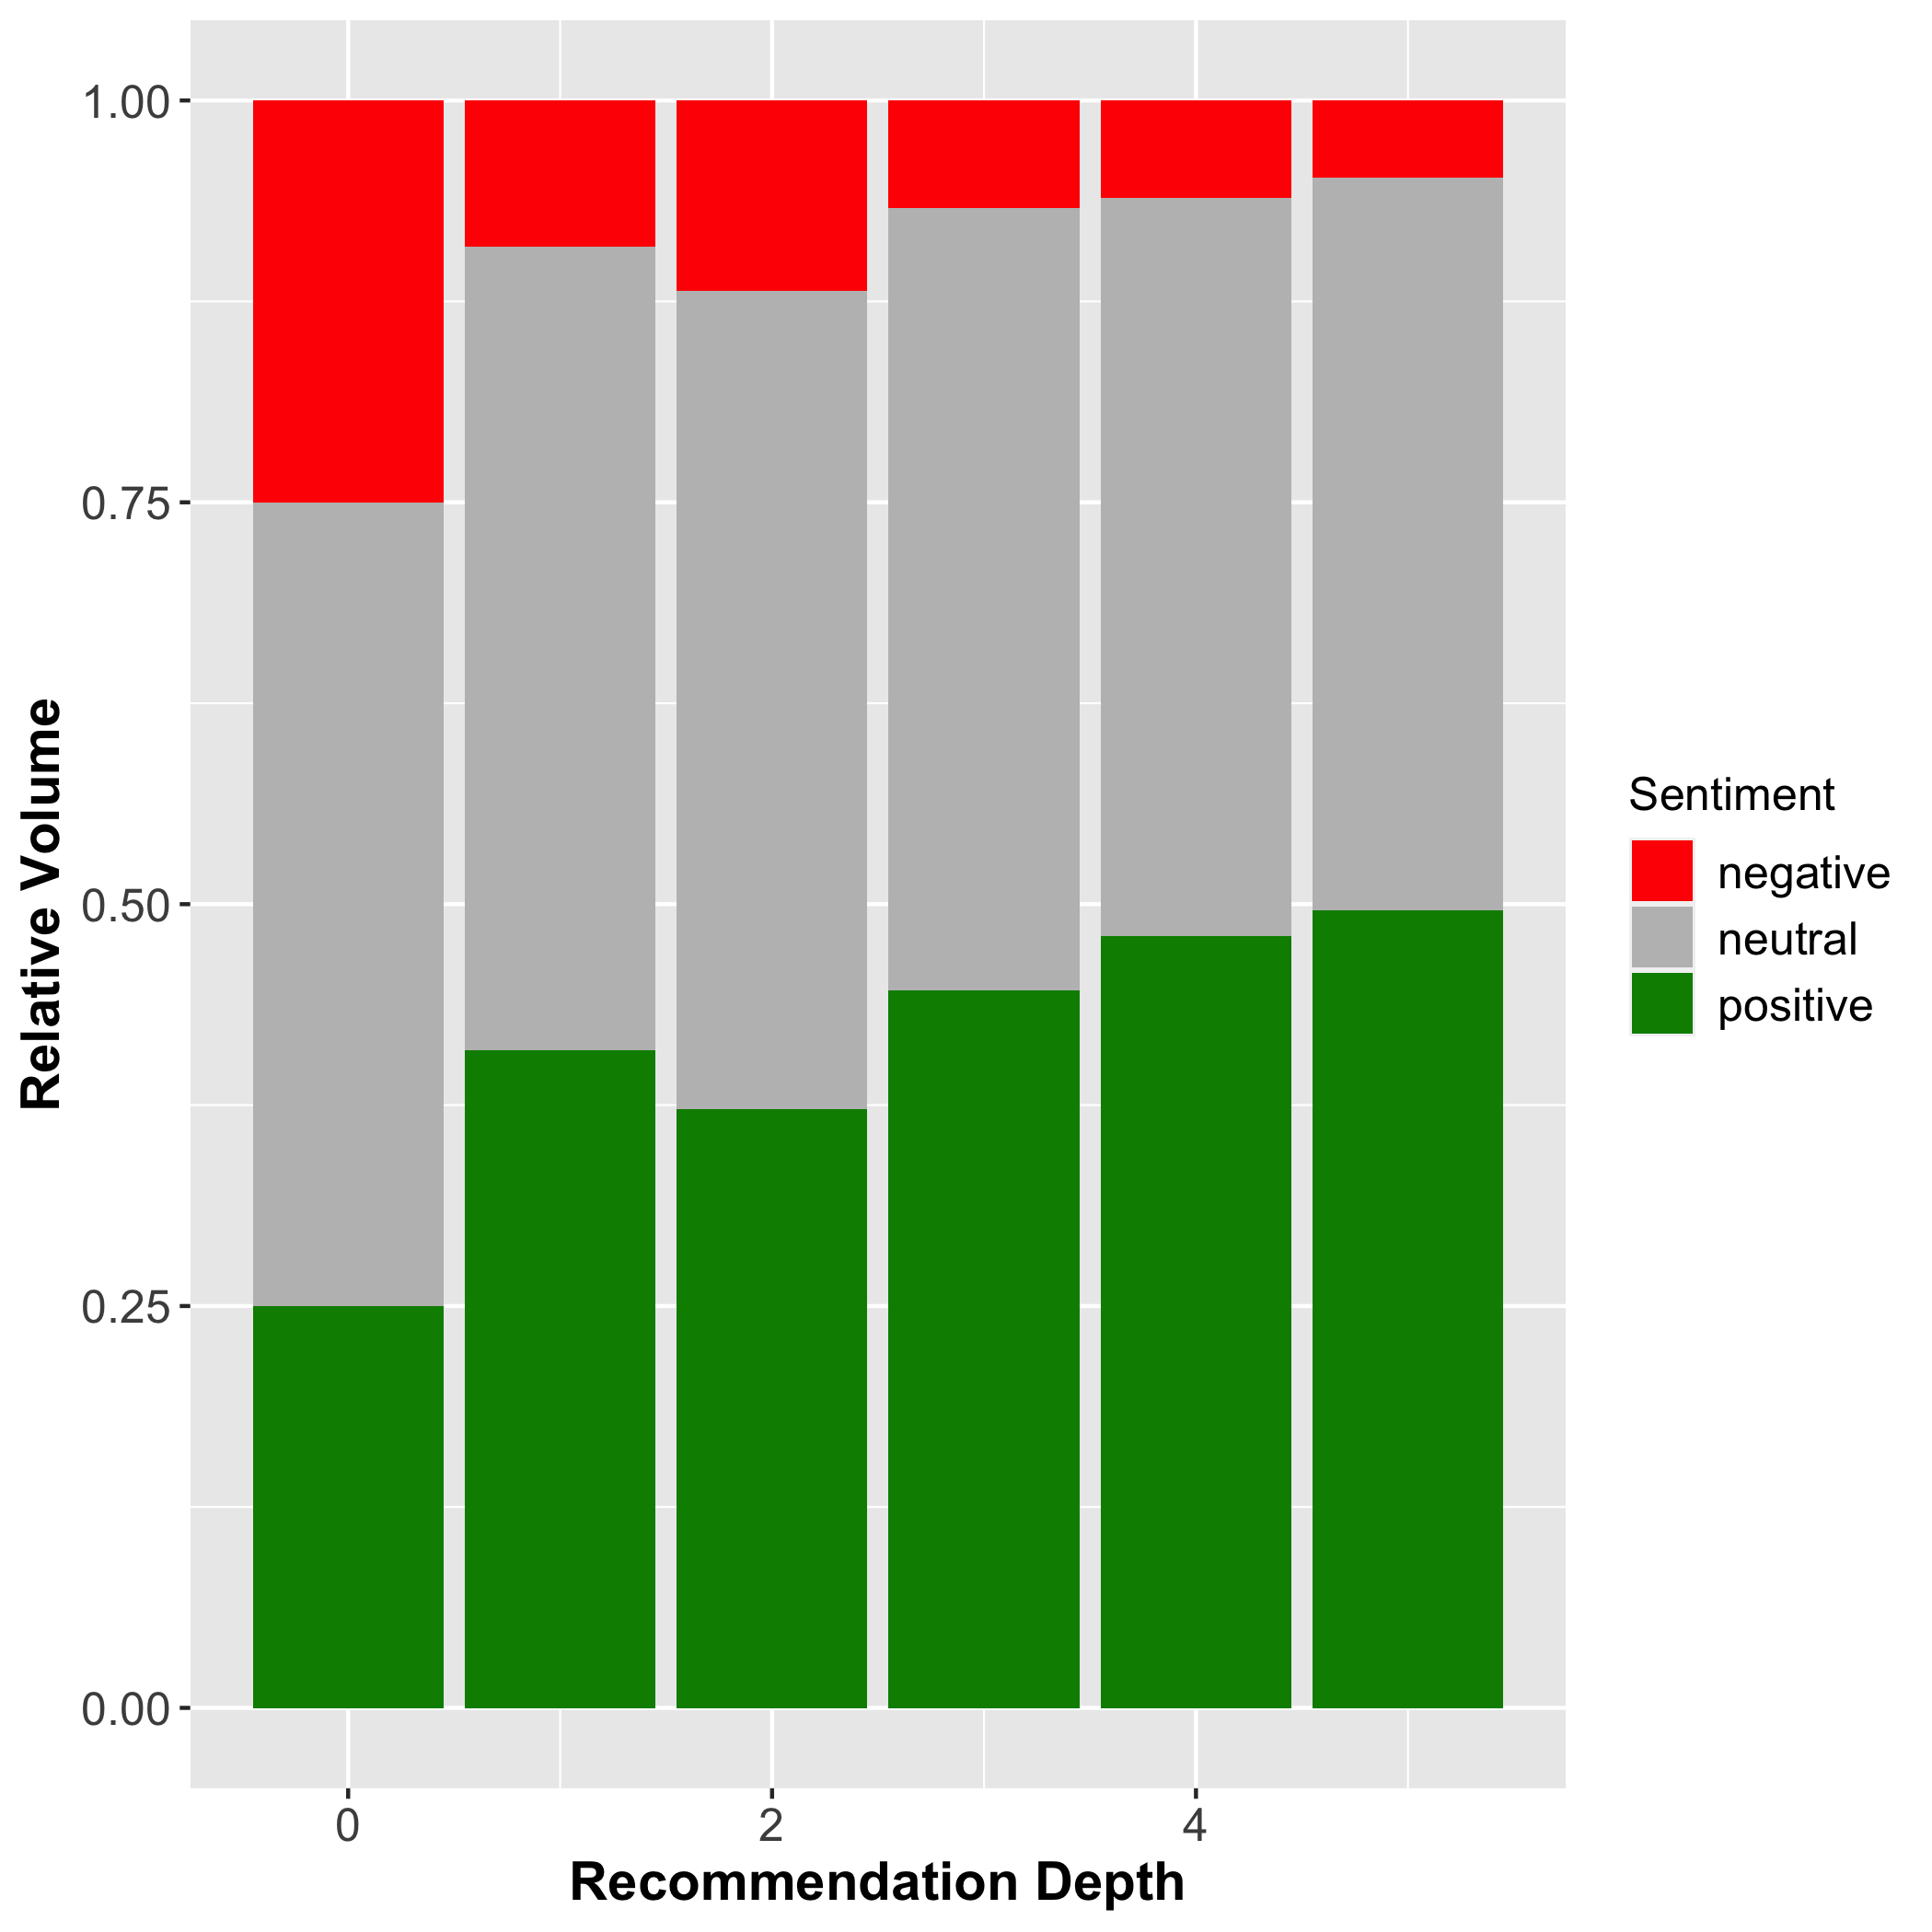 1.00
0.75
0.50
0.25
0.00
Relative Volume
0
2
4
Recommendation Depth
Sentiment
negative
neutral
positive